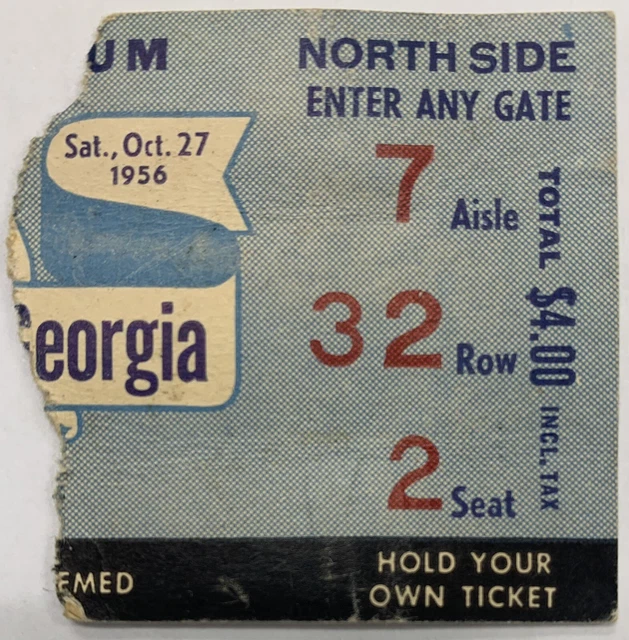 UM
NORTH SIDE
ENTER ANY GATE
Sat., Oct. 27
1956
7 Aisle
eorgia
32 Row
2 Seat
TOTAL $4.00 INCL. TAX
EMED
HOLD YOUR
OWN TICKET